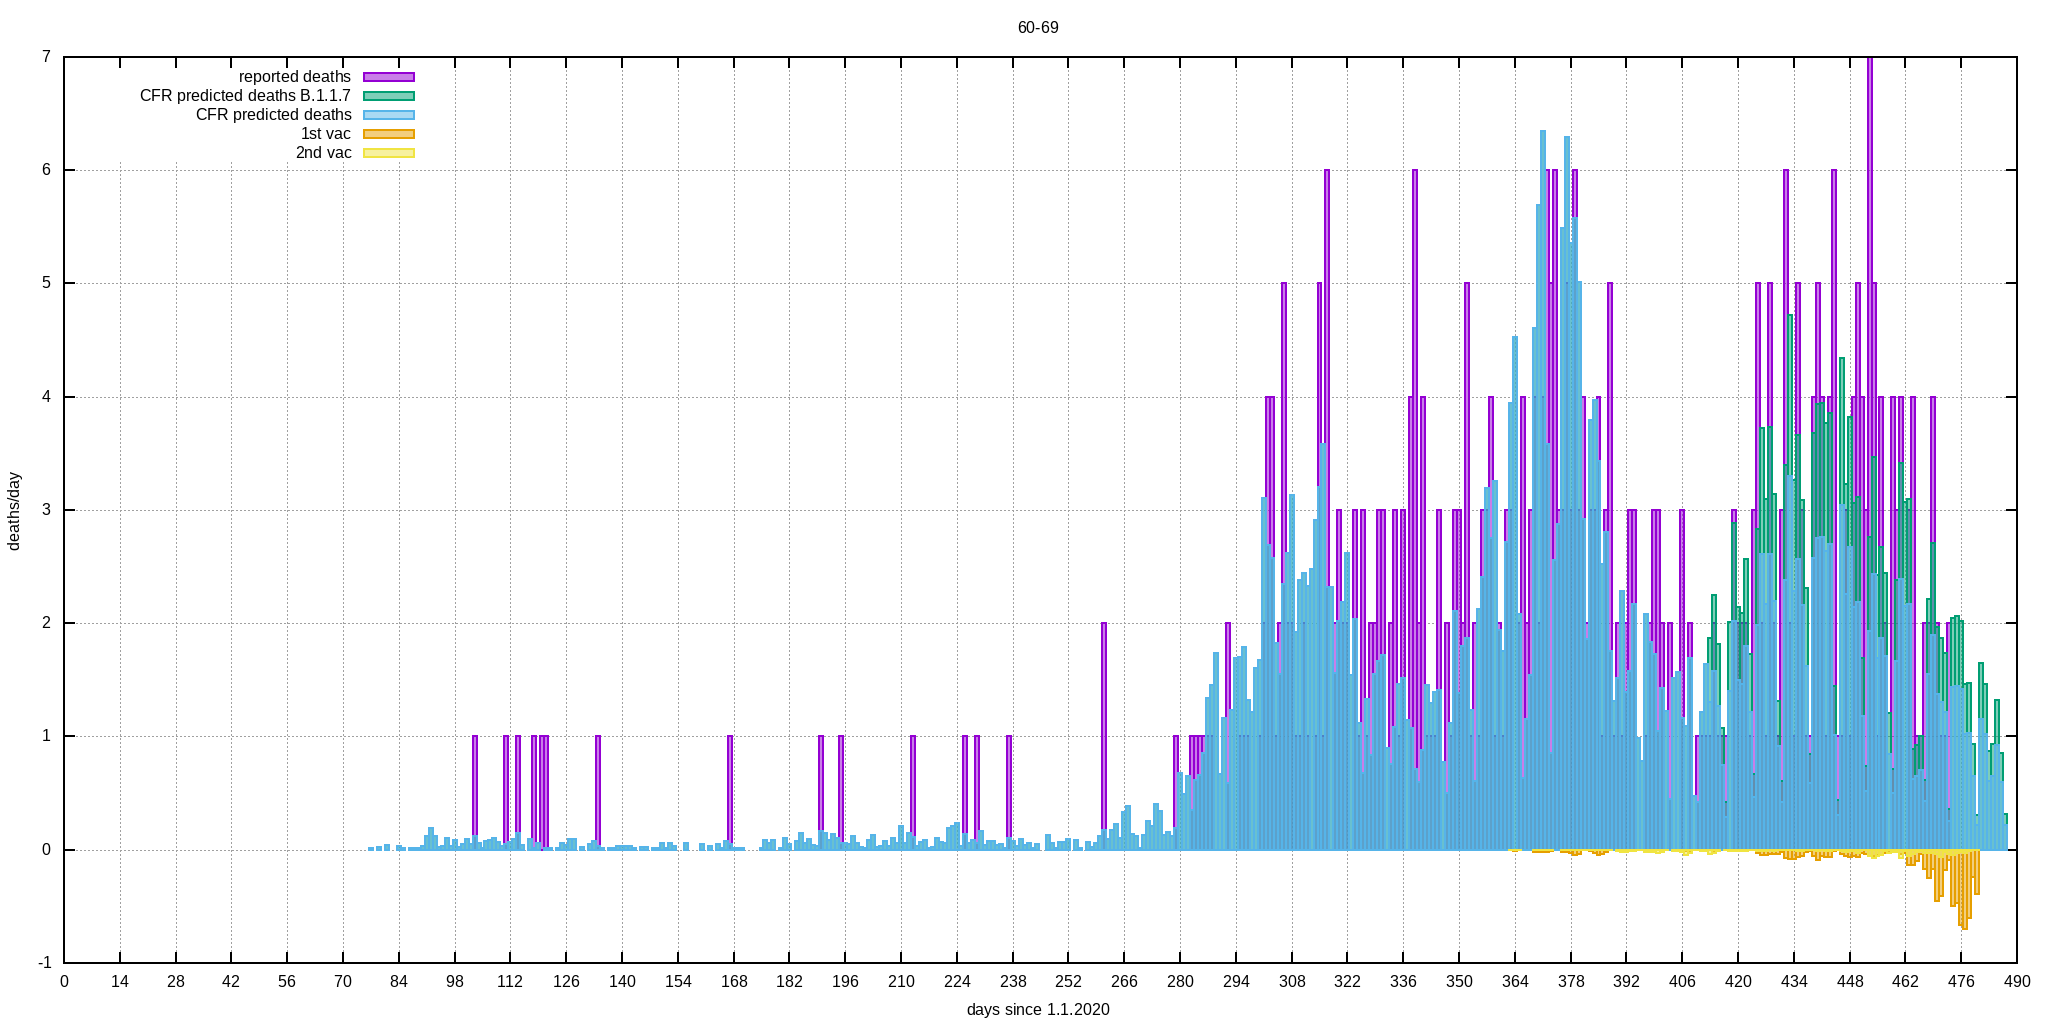 60-69
reported deaths
CFR predicted deaths B.1.1.7
CFR predicted deaths
1st vac
2nd vac
7
6
5
4
3
2
1
0
-1
deaths/day
0 14 28 42 56 70 84 98 112 126 140 154 168 182 196 210 224 238 252 266 280 294 308 322 336 350 364 378 392 406 420 434 448 462 476 490
days since 1.1.2020